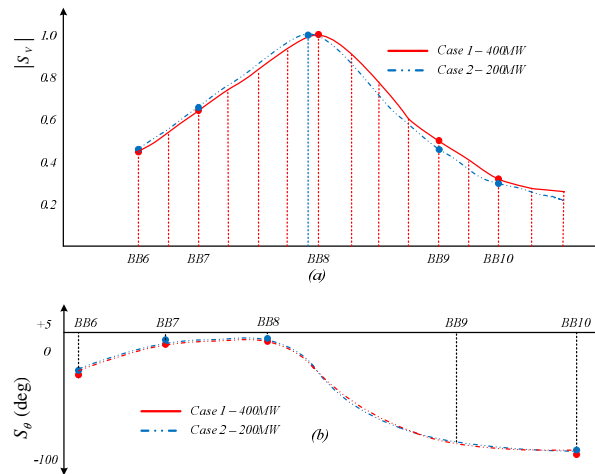 |S_V|
1.0
0.8
0.6
0.4
0.2
Case 1 – 400MW
Case 2 – 200MW
BB6 BB7 BB8 BB9 BB10
(a)
S_θ (deg)
+5
0
-100
BB6 BB7 BB8 BB9 BB10
Case 1 – 400MW
Case 2 – 200MW
(b)